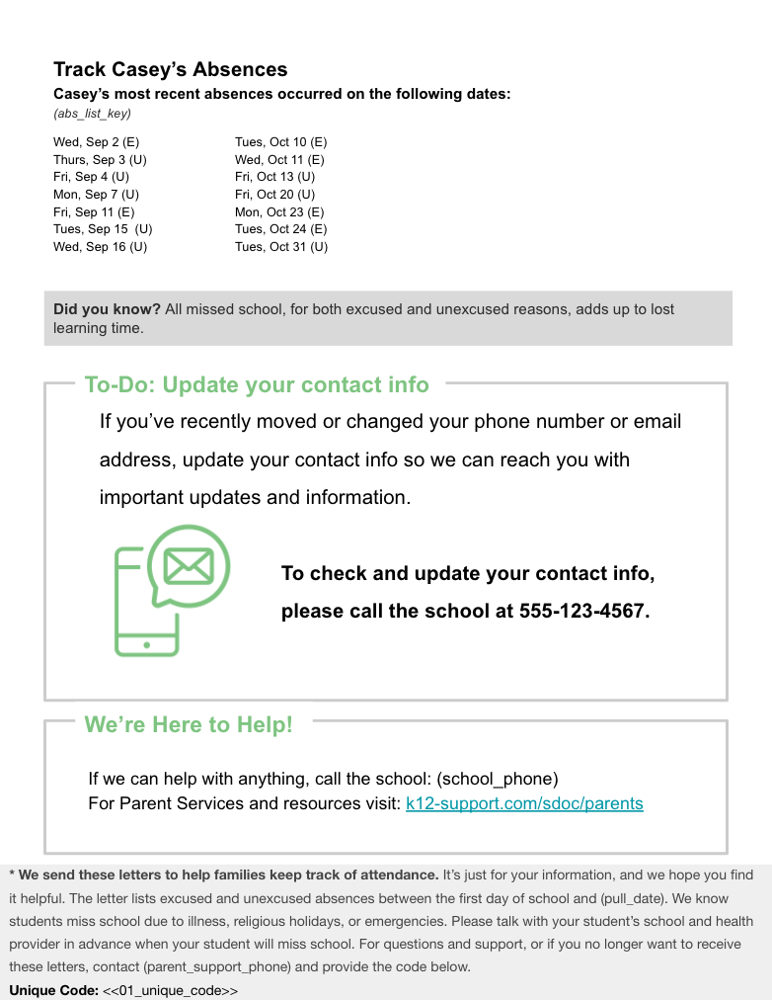 Track Casey’s Absences
Casey’s most recent absences occurred on the following dates:
(abs_list_key)
Wed, Sep 2 (E)
Thurs, Sep 3 (U)
Fri, Sep 4 (U)
Mon, Sep 7 (U)
Fri, Sep 11 (E)
Tues, Sep 15  (U)
Wed, Sep 16 (U)
Tues, Oct 10 (E)
Wed, Oct 11 (E)
Fri, Oct 13 (U)
Fri, Oct 20 (U)
Mon, Oct 23 (E)
Tues, Oct 24 (E)
Tues, Oct 31 (U)
Did you know? All missed school, for both excused and unexcused reasons, adds up to lost
learning time.
To-Do: Update your contact info
If you’ve recently moved or changed your phone number or email
address, update your contact info so we can reach you with
important updates and information.
To check and update your contact info,
please call the school at 555-123-4567.
We’re Here to Help!
If we can help with anything, call the school: (school_phone)
For Parent Services and resources visit: k12-support.com/sdoc/parents
* We send these letters to help families keep track of attendance. It’s just for your information, and we hope you find
it helpful. The letter lists excused and unexcused absences between the first day of school and (pull_date). We know
students miss school due to illness, religious holidays, or emergencies. Please talk with your student’s school and health
provider in advance when your student will miss school. For questions and support, or if you no longer want to receive
these letters, contact (parent_support_phone) and provide the code below.
Unique Code: <<01_unique_code>>